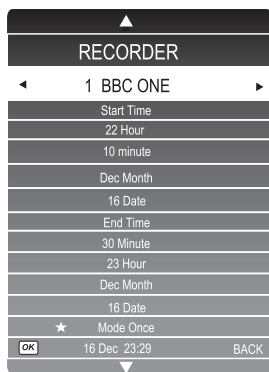 RECORDER
1 BBC ONE
Start Time
22 Hour
10 minute
Dec Month
16 Date
End Time
30 Minute
23 Hour
Dec Month
16 Date
Mode Once
OK 16 Dec 23:29 BACK